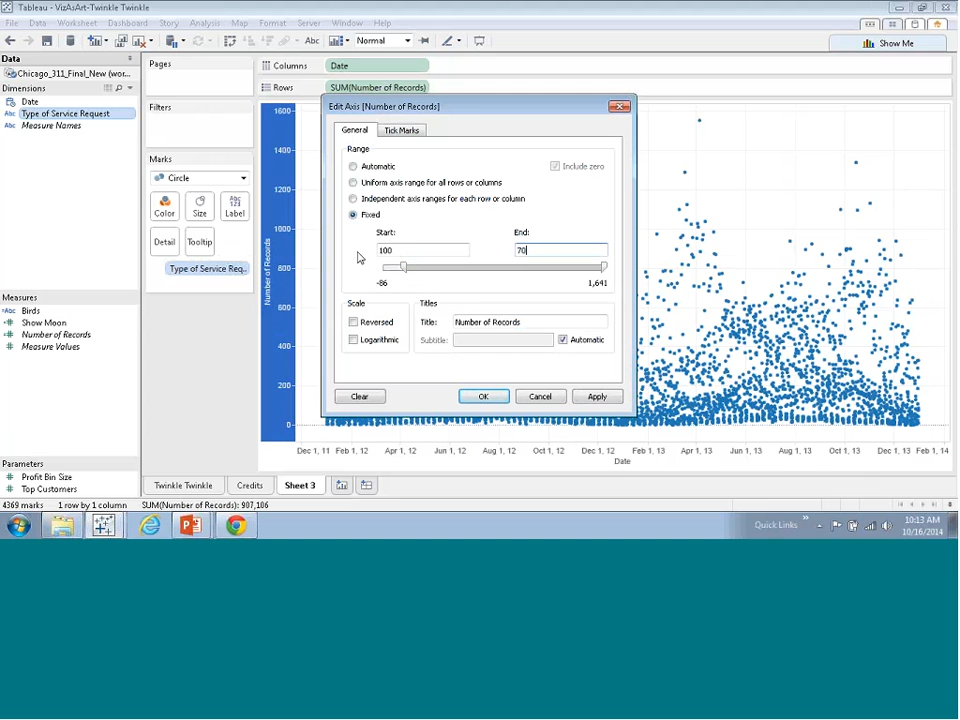 Tableau - VizAsArt-Twinkle Twinkle
File Data Worksheet Dashboard Story Analysis Map Format Server Window Help
Abc Normal Show Me
Data
Chicago_311_Final_New (wor...
Dimensions
Date
Abc Type of Service Request
Abc Measure Names
Measures
Abc Birds
Show Moon
Number of Records
Measure Values
Parameters
Profit Bin Size
Top Customers
Pages
Filters
Marks
Circle
Abc
123
Color Size Label
Detail Tooltip
Type of Service Req..
Columns Date
Rows SUM(Number of Records)
Edit Axis [Number of Records]
General Tick Marks
Range
Automatic Include zero
Uniform axis range for all rows or columns
Independent axis ranges for each row or column
Fixed
Start: End:
100 70
-86 1,641
Scale Titles
Reversed Title: Number of Records
Logarithmic Subtitle: Automatic
Clear OK Cancel Apply
1600
1400
1200
1000
800
600
400
200
0
Number of Records
Dec 1, 11 Feb 1, 12 Apr 1, 12 Jun 1, 12 Aug 1, 12 Oct 1, 12 Dec 1, 12 Feb 1, 13 Apr 1, 13 Jun 1, 13 Aug 1, 13 Oct 1, 13 Dec 1, 13 Feb 1, 14
Date
Twinkle Twinkle Credits Sheet 3
4369 marks 1 row by 1 column SUM(Number of Records): 907,106
Quick Links
10:13 AM
10/16/2014